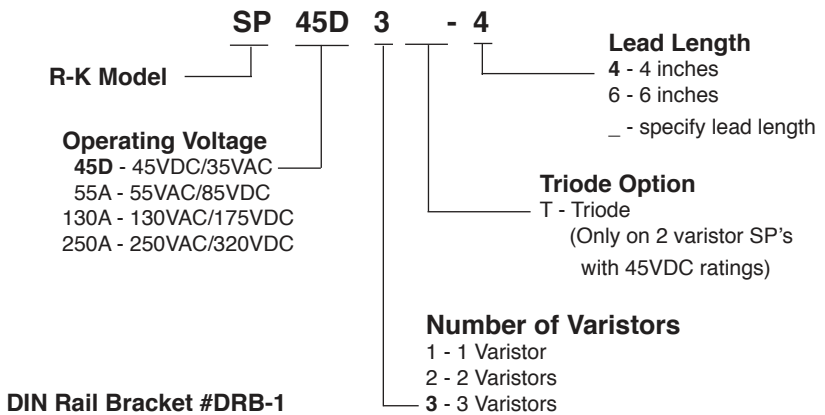 SP 45D 3 - 4
R-K Model
Lead Length
4 - 4 inches
6 - 6 inches
_ - specify lead length
Operating Voltage
45D - 45VDC/35VAC
55A - 55VAC/85VDC
130A - 130VAC/175VDC
250A - 250VAC/320VDC
Triode Option
T - Triode
(Only on 2 varistor SP's
with 45VDC ratings)
Number of Varistors
1 - 1 Varistor
2 - 2 Varistors
3 - 3 Varistors
DIN Rail Bracket #DRB-1